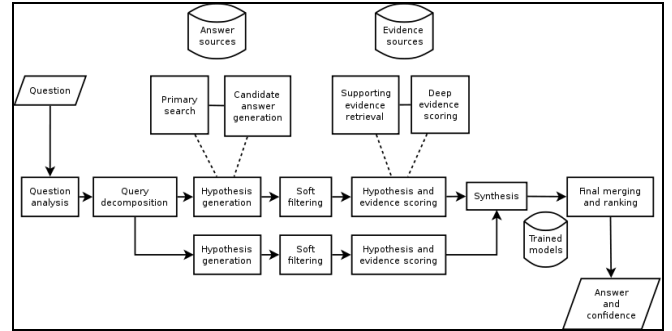 Answer
sources
Evidence
sources
Question
Primary
search
Candidate
answer
generation
Supporting
evidence
retrieval
Deep
evidence
scoring
Question
analysis
Query
decomposition
Hypothesis
generation
Soft
filtering
Hypothesis and
evidence scoring
Synthesis
Final merging
and ranking
Trained
models
Hypothesis
generation
Soft
filtering
Hypothesis and
evidence scoring
Answer
and
confidence